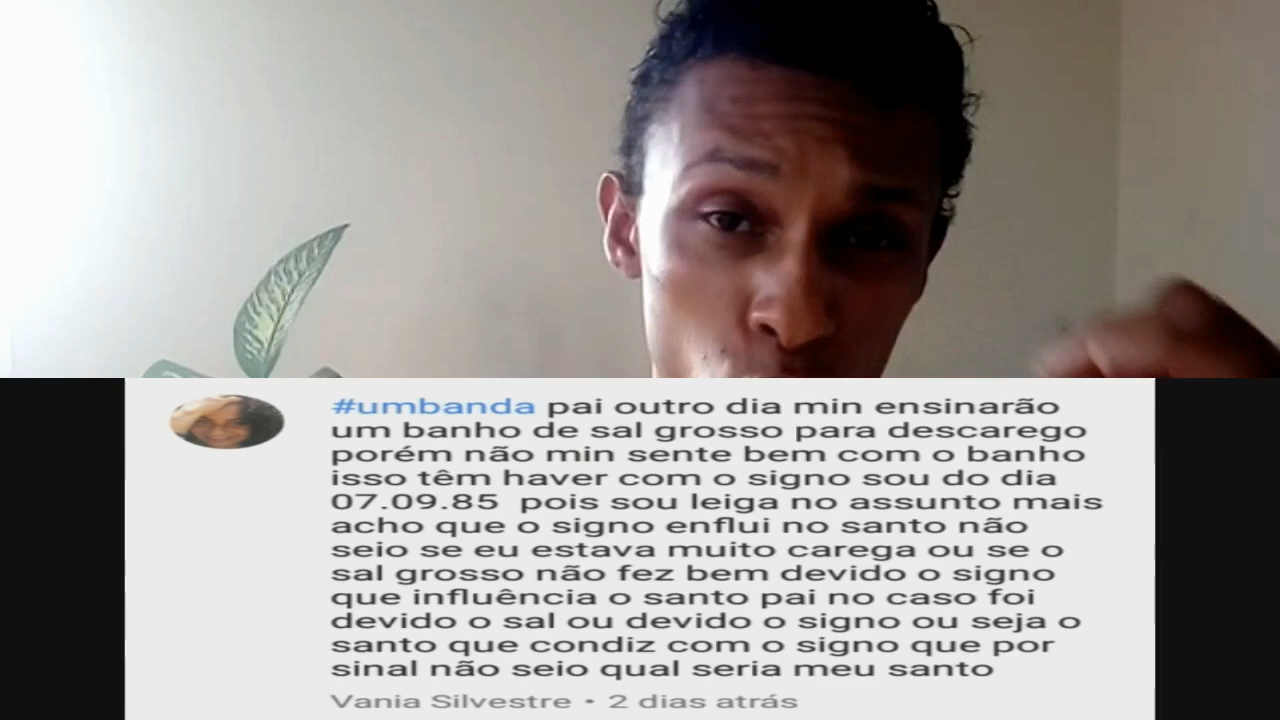 #umbanda pai outro dia min ensinarão
um banho de sal grosso para descarego
porém não min sente bem com o banho
isso têm haver com o signo sou do dia
07.09.85 pois sou leiga no assunto mais
acho que o signo enflui no santo não
seio se eu estava muito carega ou se o
sal grosso não fez bem devido o signo
que influência o santo pai no caso foi
devido o sal ou devido o signo ou seja o
santo que condiz com o signo que por
sinal não seio qual seria meu santo
Vania Silvestre • 2 dias atrás